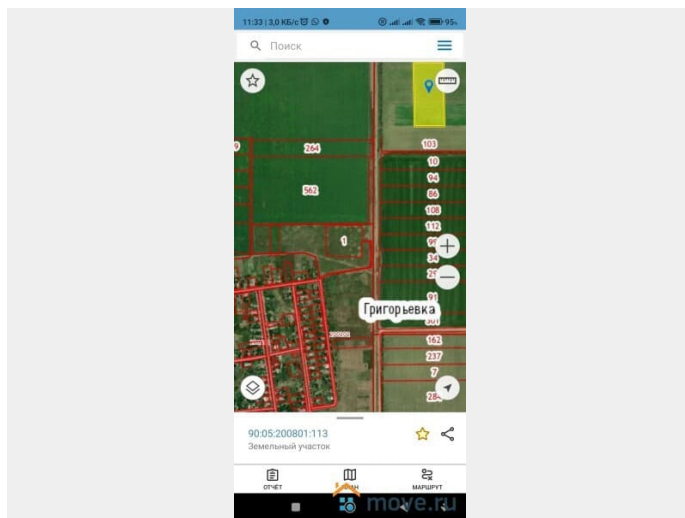 11:33 | 3,0 КБ/с
95
Поиск
103
264
10
94
562
86
108
112
1
34
91
Григорьевка
301
162
237
7
90:05:200801:113
Земельный участок
ОТЧЁТ
МАРШРУТ
move.ru